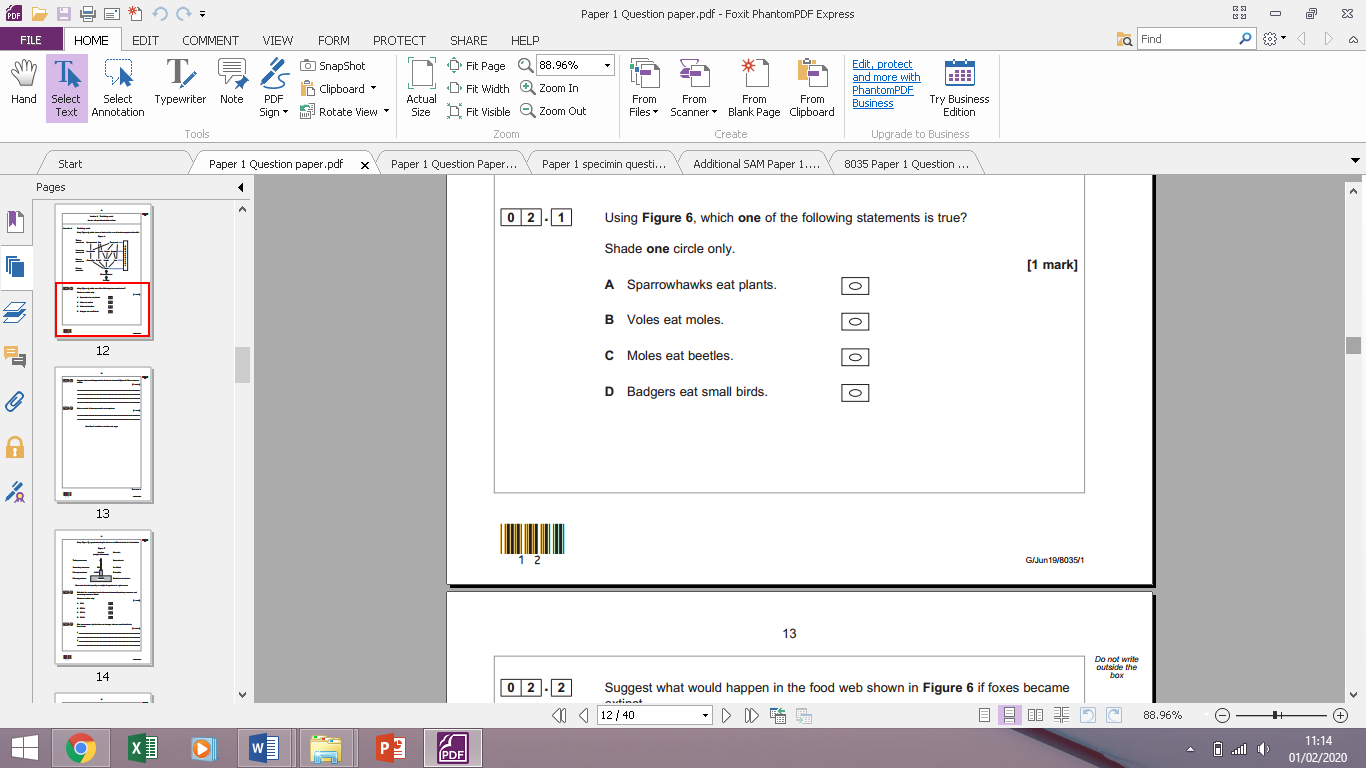 Paper 1 Question paper.pdf - Foxit PhantomPDF Express
FILE HOME EDIT COMMENT VIEW FORM PROTECT SHARE HELP
Find
Hand
Select Text
Select Annotation
Typewriter
Note
PDF Sign
SnapShot
Clipboard
Rotate View
Tools
Actual Size
Fit Page
Fit Width
Fit Visible
88.96%
Zoom In
Zoom Out
Zoom
From Files
From Scanner
From Blank Page
From Clipboard
Create
Edit, protect
and more with
PhantomPDF
Business
Try Business Edition
Upgrade to Business
Start
Paper 1 Question paper.pdf
Paper 1 Question Paper...
Paper 1 specimin questi...
Additional SAM Paper 1....
8035 Paper 1 Question ...
Pages
12
13
14
0 2 . 1 Using Figure 6, which one of the following statements is true?
Shade one circle only.
[1 mark]
A Sparrowhawks eat plants.
B Voles eat moles.
C Moles eat beetles.
D Badgers eat small birds.
1 2
G/Jun19/8035/1
13
Do not write
outside the
box
0 2 . 2 Suggest what would happen in the food web shown in Figure 6 if foxes became
extinct.
12 / 40
88.96%
11:14
01/02/2020